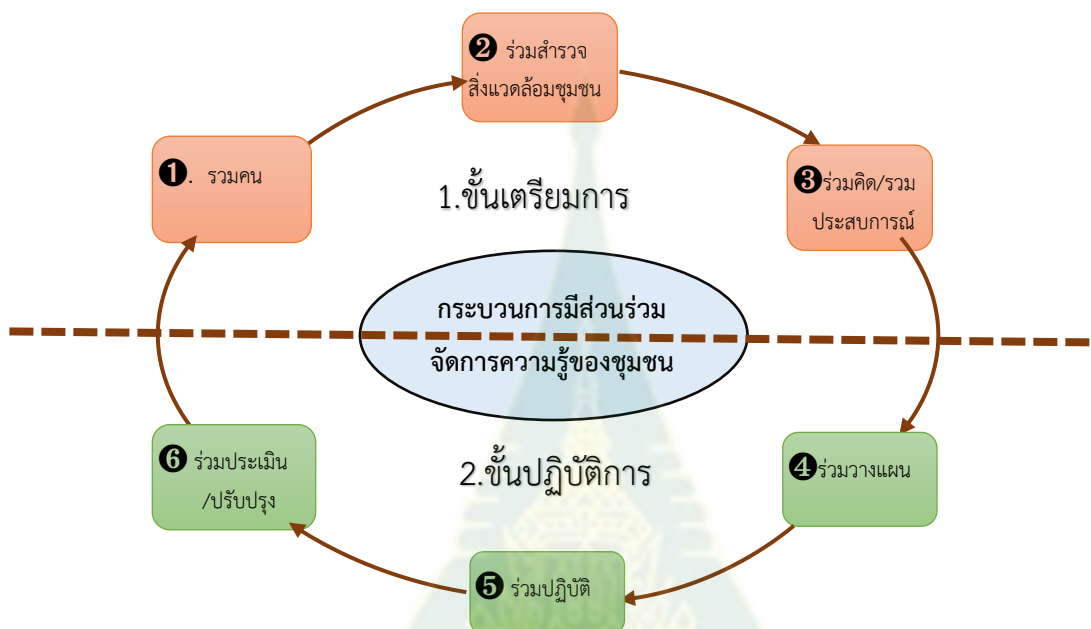 ❷ ร่วมสำรวจ
สิ่งแวดล้อมชุมชน
❶. รวมคน
❸ร่วมคิด/รวม
ประสบการณ์
1.ขั้นเตรียมการ
กระบวนการมีส่วนร่วม
จัดการความรู้ของชุมชน
2.ขั้นปฏิบัติการ
❹ร่วมวางแผน
❺ ร่วมปฏิบัติ
❻ ร่วมประเมิน
/ปรับปรุง